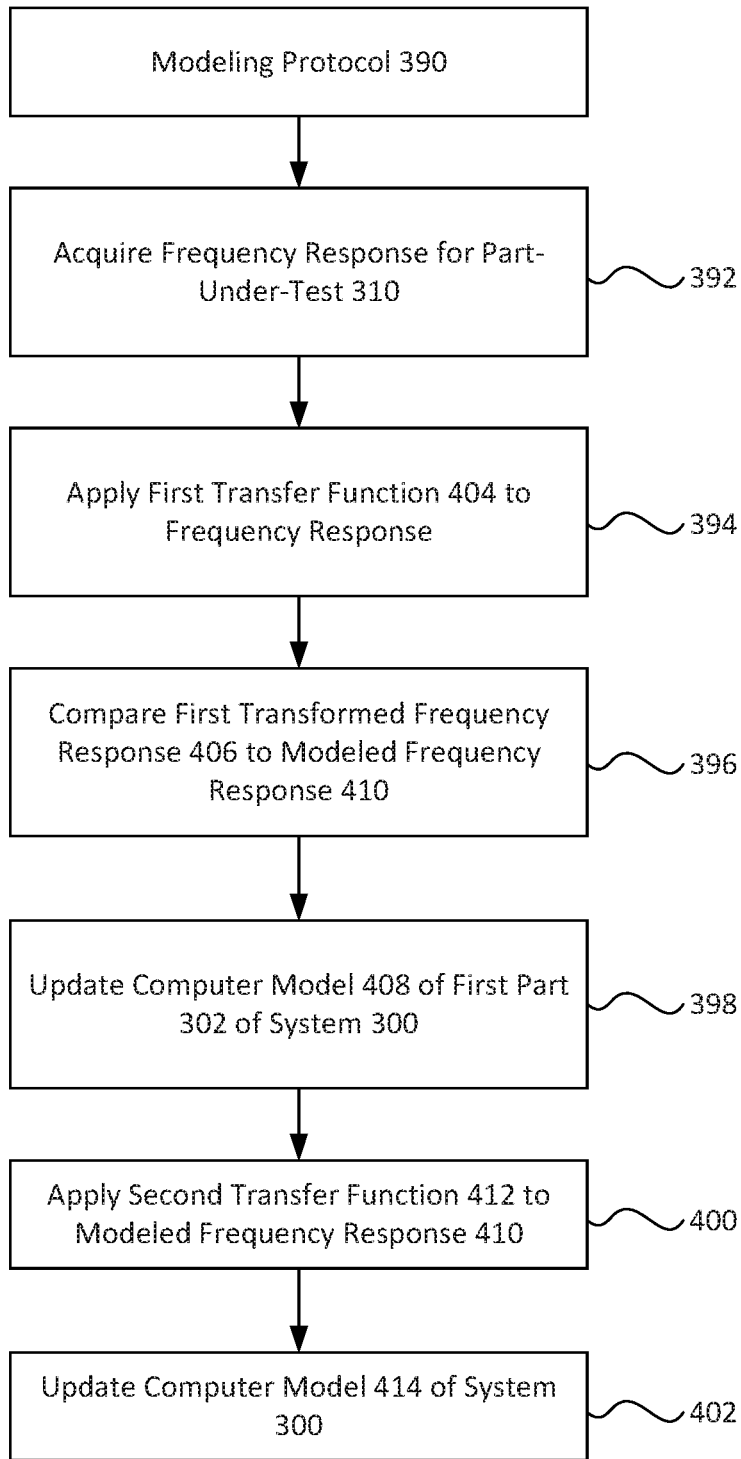 Modeling Protocol 390
Acquire Frequency Response for Part-
Under-Test 310
392
Apply First Transfer Function 404 to
Frequency Response
394
Compare First Transformed Frequency
Response 406 to Modeled Frequency
Response 410
396
Update Computer Model 408 of First Part
302 of System 300
398
Apply Second Transfer Function 412 to
Modeled Frequency Response 410
400
Update Computer Model 414 of System
300
402